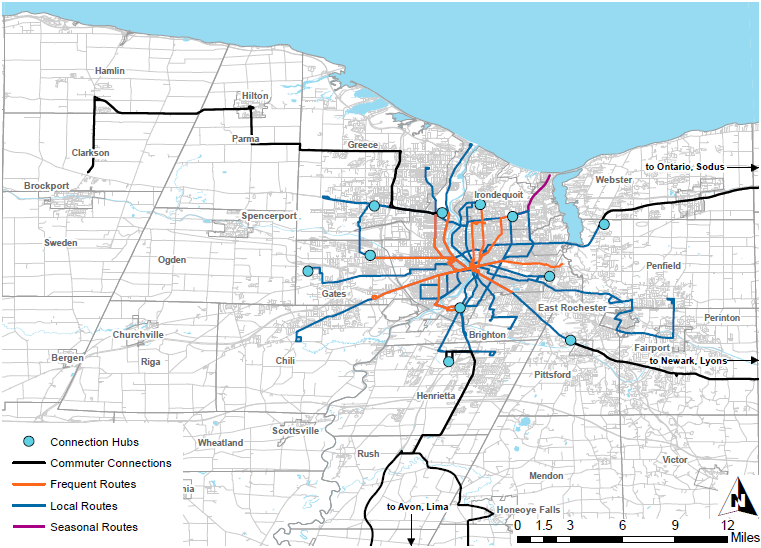 Hamlin
Hilton
Parma
Clarkson
Greece
Irondequoit
Webster
to Ontario, Sodus
Brockport
Spencerport
Sweden
Ogden
Penfield
Gates
East Rochester
Perinton
Churchville
Brighton
Fairport
Bergen
Riga
Chili
to Newark, Lyons
Pittsford
Henrietta
Scottsville
Wheatland
Rush
Victor
Mendon
to Avon, Lima
Honeoye Falls
Connection Hubs
Commuter Connections
Frequent Routes
Local Routes
Seasonal Routes
N
0 1.5 3 6 9 12
Miles